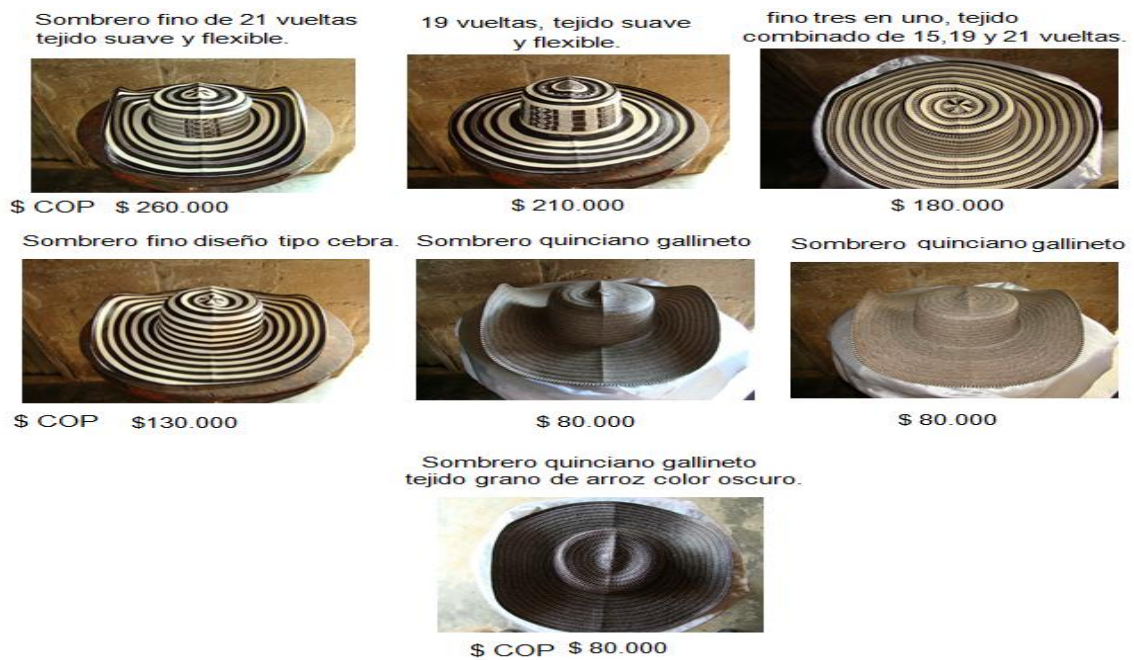 Sombrero fino de 21 vueltas
tejido suave y flexible.
19 vueltas, tejido suave
y flexible.
fino tres en uno, tejido
combinado de 15,19 y 21 vueltas.
$ COP $ 260.000
$ 210.000
$ 180.000
Sombrero fino diseño tipo cebra.
Sombrero quinciano gallineto
Sombrero quinciano gallineto
$ COP $130.000
$ 80.000
$ 80.000
Sombrero quinciano gallineto
tejido grano de arroz color oscuro.
$ COP $ 80.000